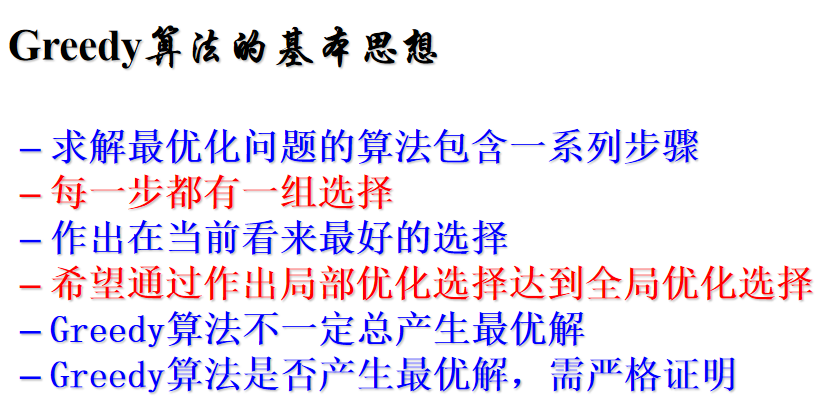 Greedy算法的基本思想
– 求解最优化问题的算法包含一系列步骤
– 每一步都有一组选择
– 作出在当前看来最好的选择
– 希望通过作出局部优化选择达到全局优化选择
– Greedy算法不一定总产生最优解
– Greedy算法是否产生最优解，需严格证明